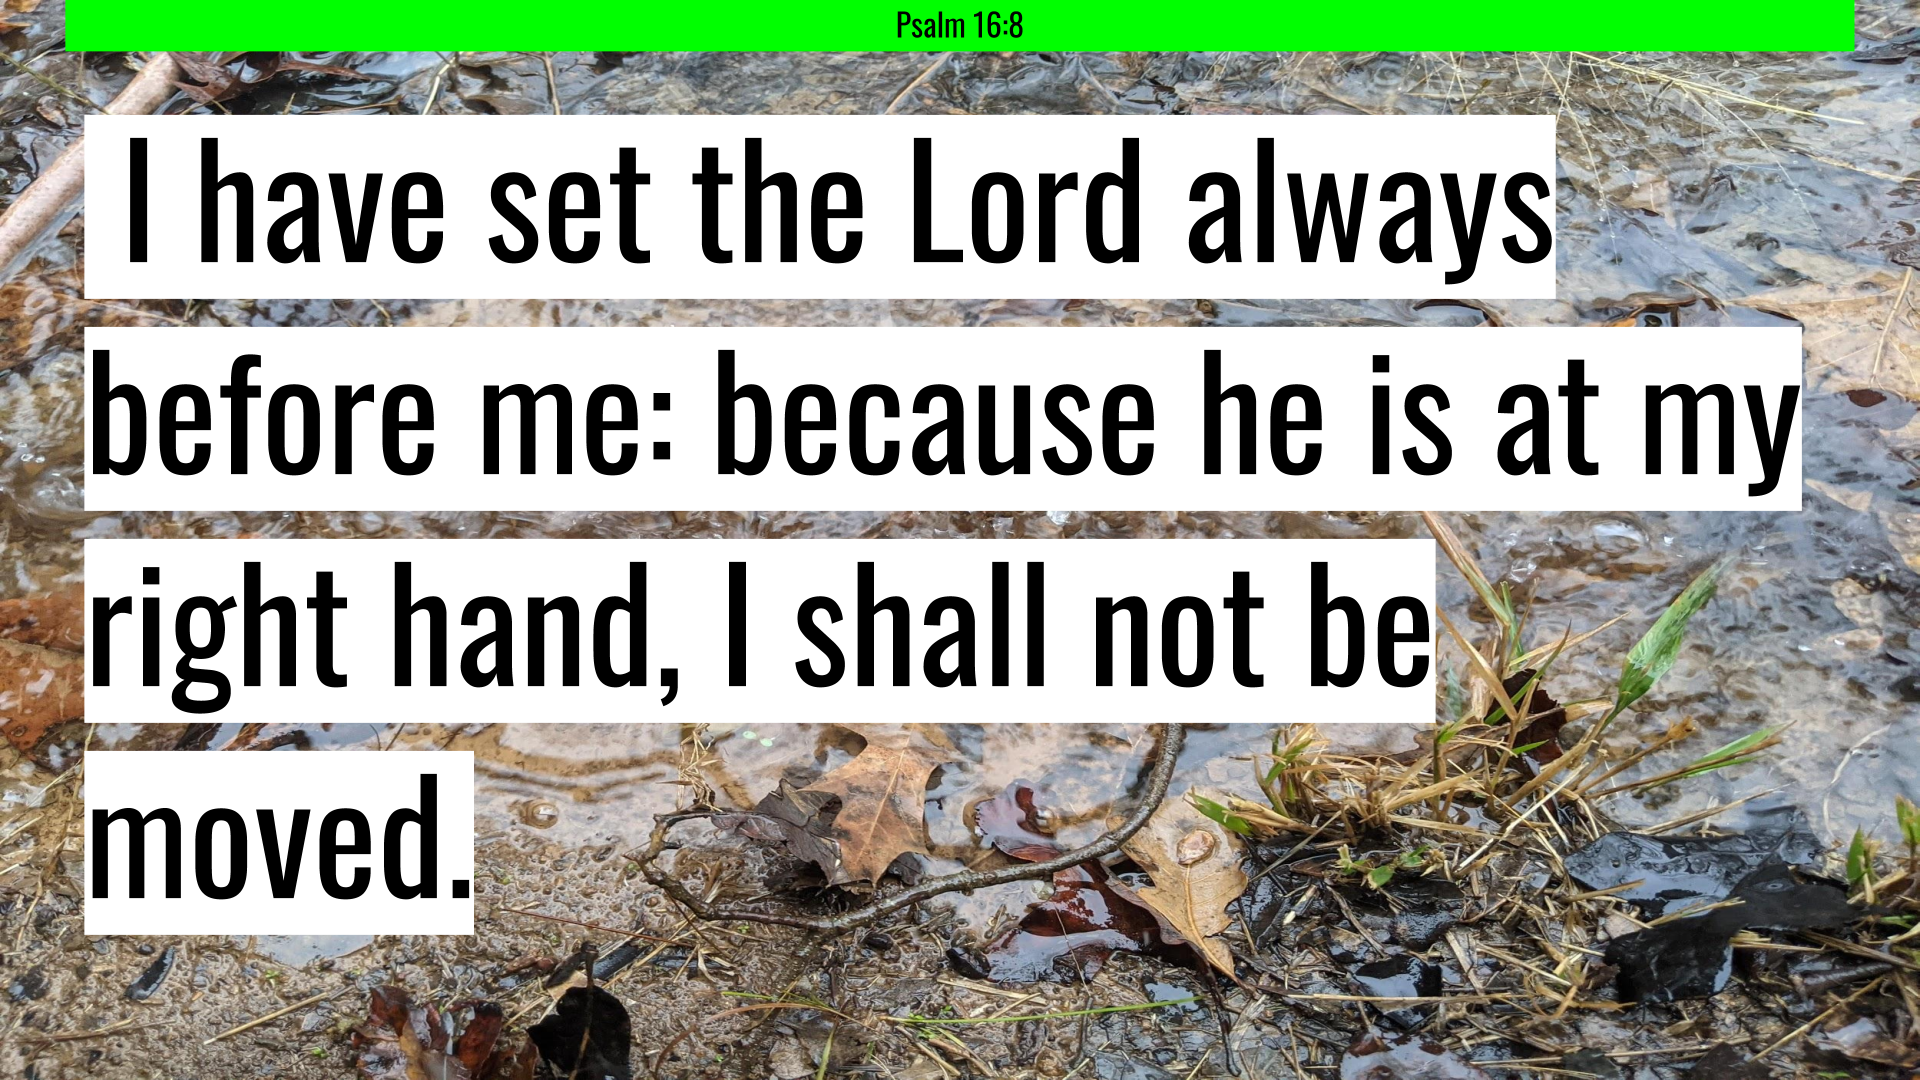 Psalm 16:8
I have set the Lord always
before me: because he is at my
right hand, I shall not be
moved.